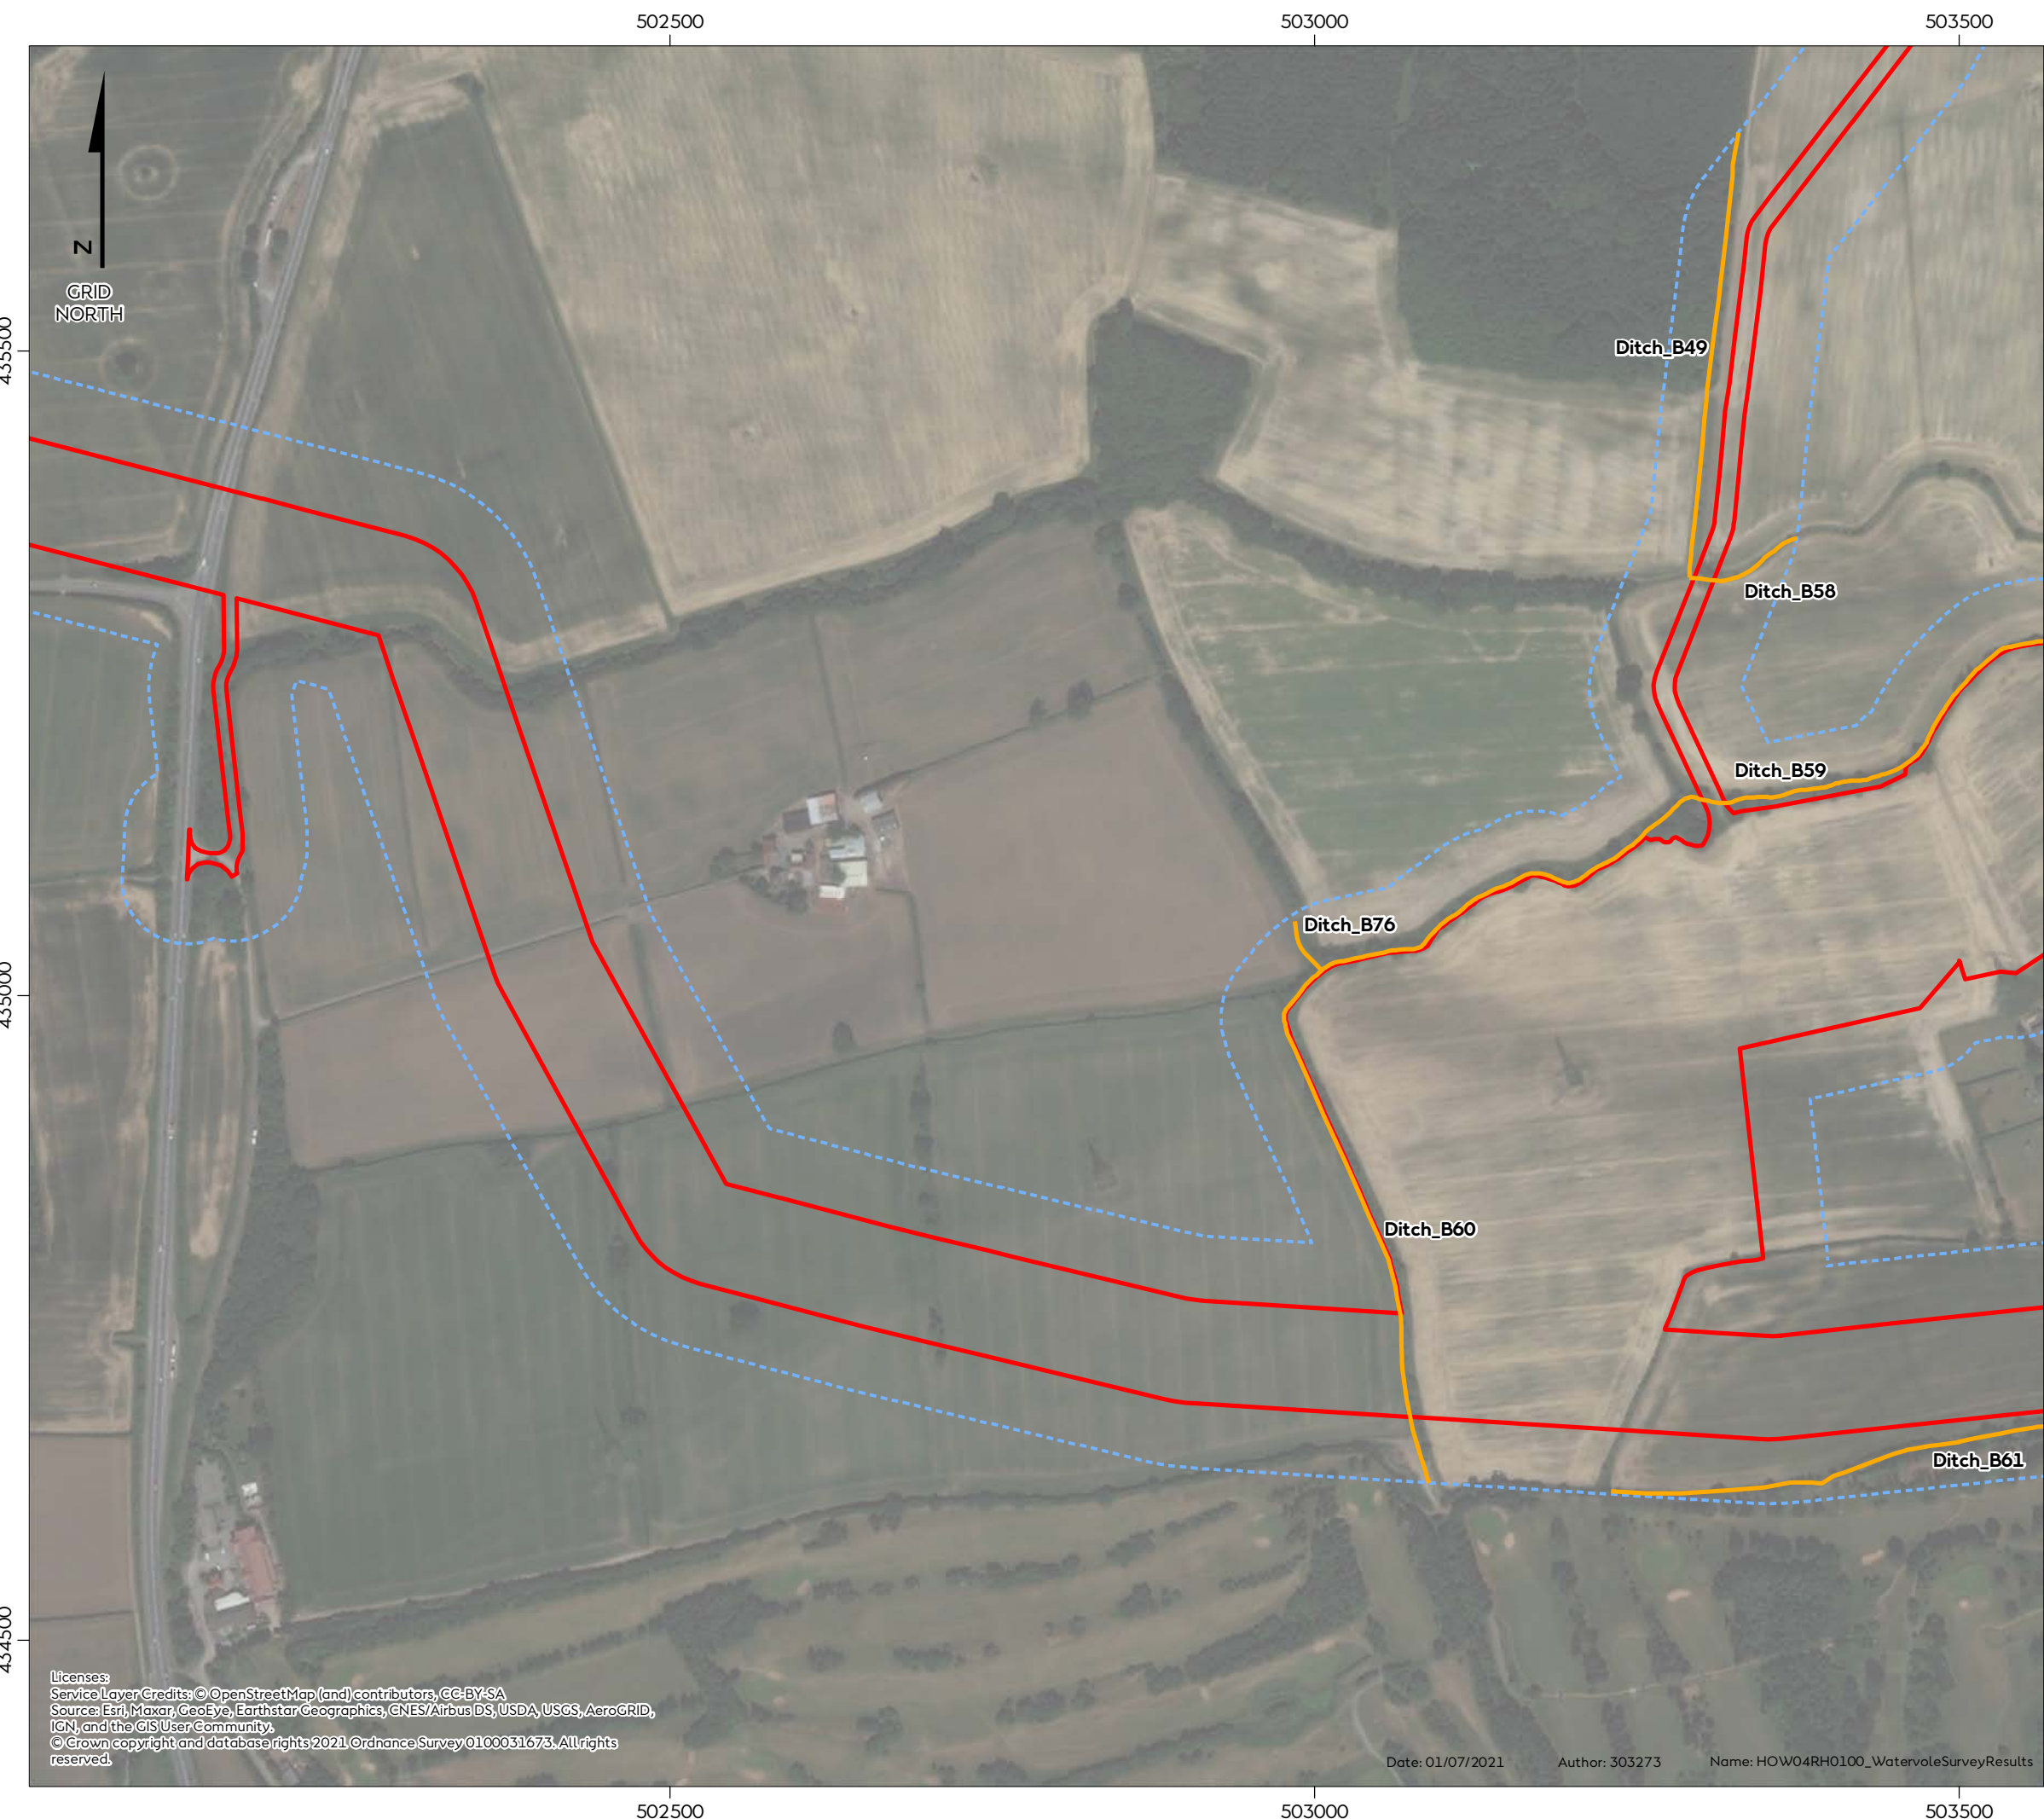 502500
503000
503500
N
GRID
NORTH
435500
Ditch_B49
Ditch_B58
Ditch_B59
Ditch_B76
435000
Ditch_B60
Ditch_B61
434500
Licenses:
Service Layer Credits: © OpenStreetMap (and) contributors, CC-BY-SA
Source: Esri, Maxar, GeoEye, Earthstar Geographics, CNES/Airbus DS, USDA, USGS, AeroGRID,
IGN, and the GIS User Community.
© Crown copyright and database rights 2021 Ordnance Survey 0100031673. All rights
reserved.
Date: 01/07/2021 Author: 303273 Name: HOW04RH0100_WatervoleSurveyResults
502500
503000
503500